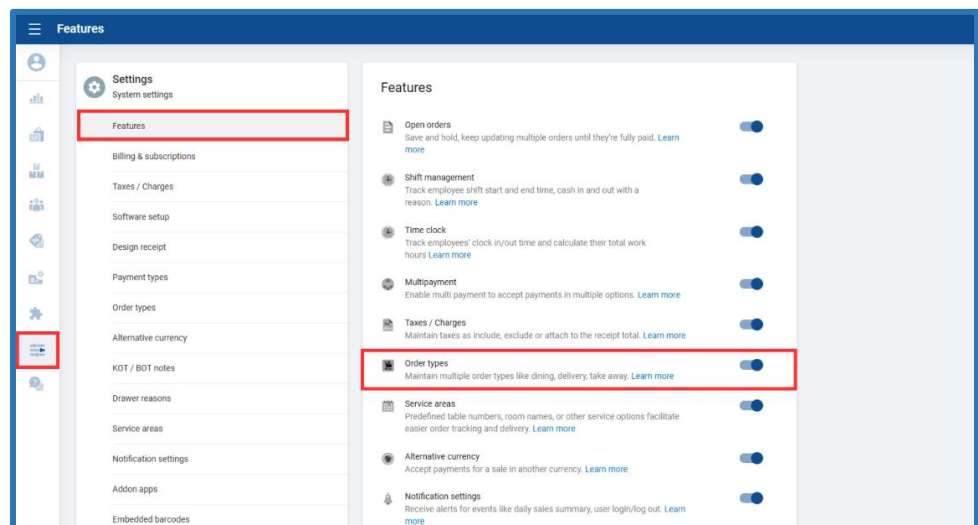 Features
Settings
System settings
Features
Billing & subscriptions
Taxes / Charges
Software setup
Design receipt
Payment types
Order types
Alternative currency
KOT / BOT notes
Drawer reasons
Service areas
Notification settings
Addon apps
Embedded barcodes
Features
Open orders
Save and hold, keep updating multiple orders until they're fully paid. Learn
more
Shift management
Track employee shift start and end time, cash in and out with a
reason. Learn more
Time clock
Track employees' clock in/out time and calculate their total work
hours Learn more
Multipayment
Enable multi payment to accept payments in multiple options. Learn more
Taxes / Charges
Maintain taxes as include, exclude or attach to the receipt total. Learn more
Order types
Maintain multiple order types like dining, delivery, take away. Learn more
Service areas
Predefined table numbers, room names, or other service options facilitate
easier order tracking and delivery. Learn more
Alternative currency
Accept payments for a sale in another currency. Learn more
Notification settings
Receive alerts for events like daily sales summary, user login/log out. Learn
more